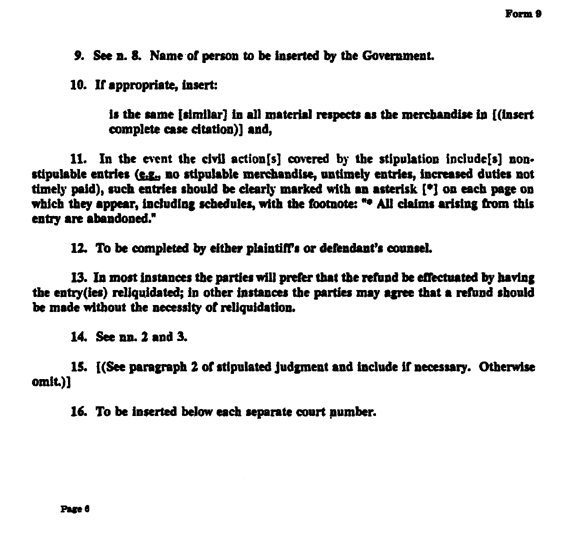 Form 9
9. See n. 8. Name of person to be inserted by the Government.
10. If appropriate, insert:
is the same [similar] in all material respects as the merchandise in [(insert
complete case citation)] and,
11. In the event the civil action[s] covered by the stipulation include[s] non-
stipulable entries (e.g., no stipulable merchandise, untimely entries, increased duties not
timely paid), such entries should be clearly marked with an asterisk [*] on each page on
which they appear, including schedules, with the footnote: "* All claims arising from this
entry are abandoned."
12. To be completed by either plaintiff's or defendant's counsel.
13. In most instances the parties will prefer that the refund be effectuated by having
the entry(ies) reliquidated; in other instances the parties may agree that a refund should
be made without the necessity of reliquidation.
14. See nn. 2 and 3.
15. [(See paragraph 2 of stipulated judgment and include if necessary. Otherwise
omit.)]
16. To be inserted below each separate court number.
Page 6